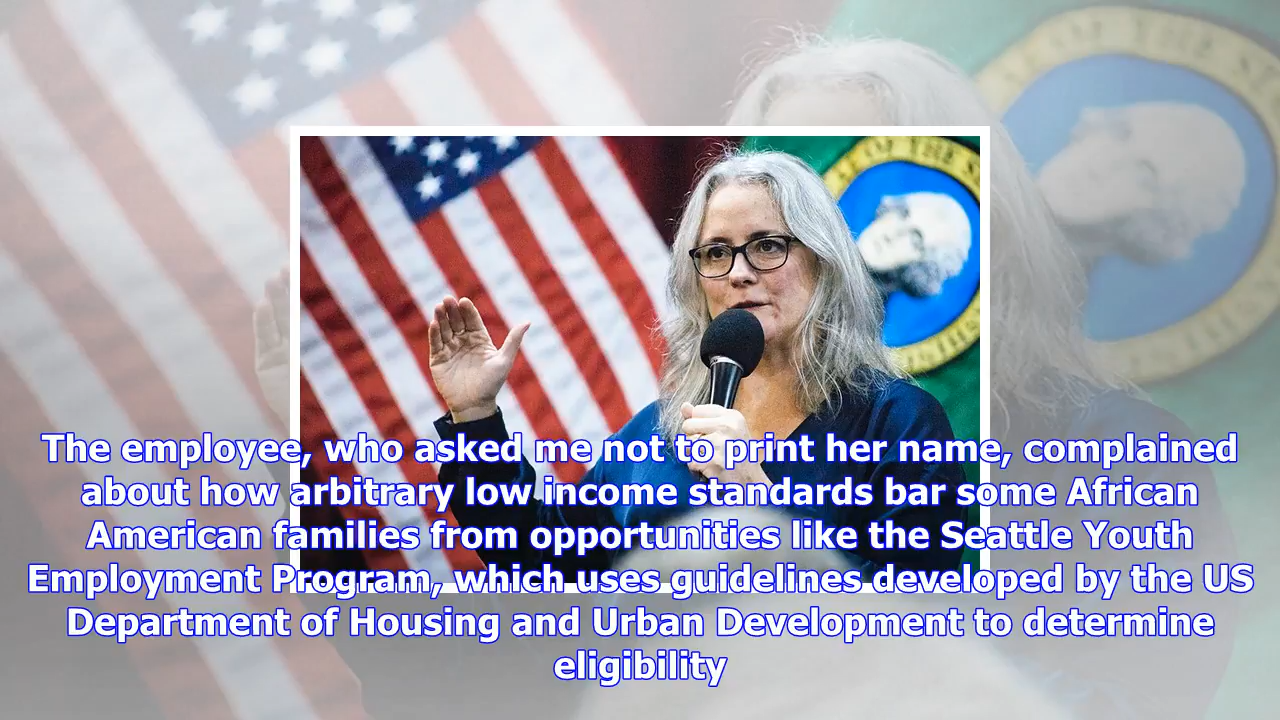 OF THE S
The employee, who asked me not to print her name, complained
about how arbitrary low income standards bar some African
American families from opportunities like the Seattle Youth
Employment Program, which uses guidelines developed by the US
Department of Housing and Urban Development to determine
eligibility